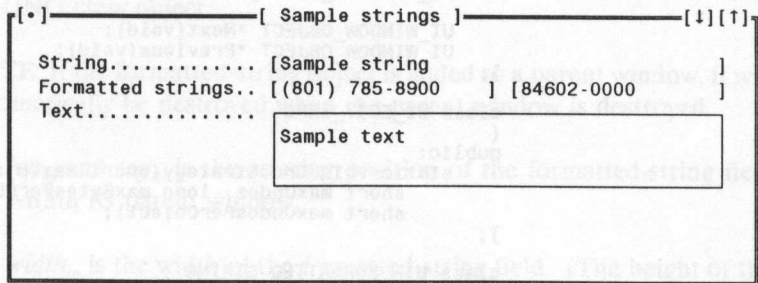 [•] [ Sample strings ] [↓][↑]
String.............. [Sample string ]
Formatted strings.. [(801) 785-8900 ] [84602-0000 ]
Text................
Sample text